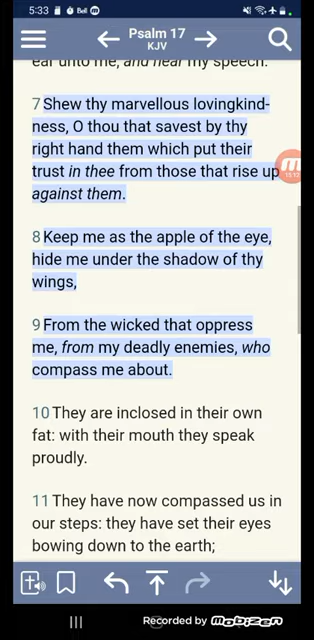 5:33 Bell
Psalm 17
KJV
ear unto me, and hear my speech.
7 Shew thy marvellous lovingkind-
ness, O thou that savest by thy
right hand them which put their
trust in thee from those that rise up
against them.
8 Keep me as the apple of the eye,
hide me under the shadow of thy
wings,
9 From the wicked that oppress
me, from my deadly enemies, who
compass me about.
10 They are inclosed in their own
fat: with their mouth they speak
proudly.
11 They have now compassed us in
our steps: they have set their eyes
bowing down to the earth;
Recorded by mobizen